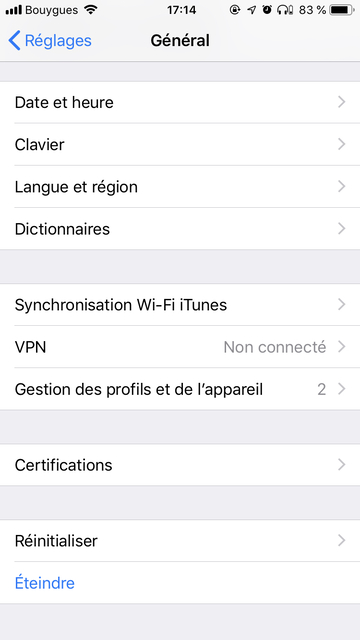 Bouygues 17:14 83 %
Réglages Général
Date et heure
Clavier
Langue et région
Dictionnaires
Synchronisation Wi-Fi iTunes
VPN Non connecté
Gestion des profils et de l’appareil 2
Certifications
Réinitialiser
Éteindre